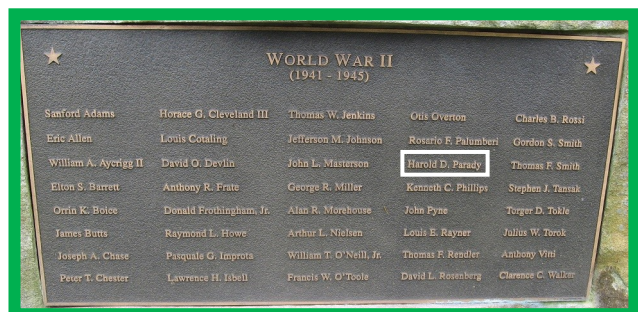 WORLD WAR II
(1941 - 1945)
Sanford Adams
Eric Allen
William A. Aycrigg II
Elton S. Barrett
Orrin K. Boice
James Butts
Joseph A. Chase
Peter T. Chester
Horace G. Cleveland III
Louis Cotaling
David O. Devlin
Anthony R. Frate
Donald Frothingham, Jr.
Raymond L. Howe
Pasquale G. Improta
Lawrence H. Isbell
Thomas W. Jenkins
Jefferson M. Johnson
John L. Masterson
George R. Miller
Alan R. Morehouse
Arthur L. Nielsen
William T. O'Neill, Jr.
Francis W. O'Toole
Otis Overton
Rosario F. Palumberi
Harold D. Parady
Kenneth C. Phillips
John Pyne
Louis E. Rayner
Thomas F. Rendler
David L. Rosenberg
Charles B. Rossi
Gordon S. Smith
Thomas F. Smith
Stephen J. Tansak
Torger D. Tokle
Julius W. Torok
Anthony Vitti
Clarence C. Walker